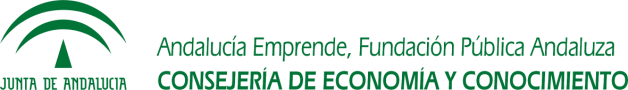 Andalucía Emprende, Fundación Pública Andaluza
JUNTA DE ANDALUCIA
CONSEJERÍA DE ECONOMÍA Y CONOCIMIENTO